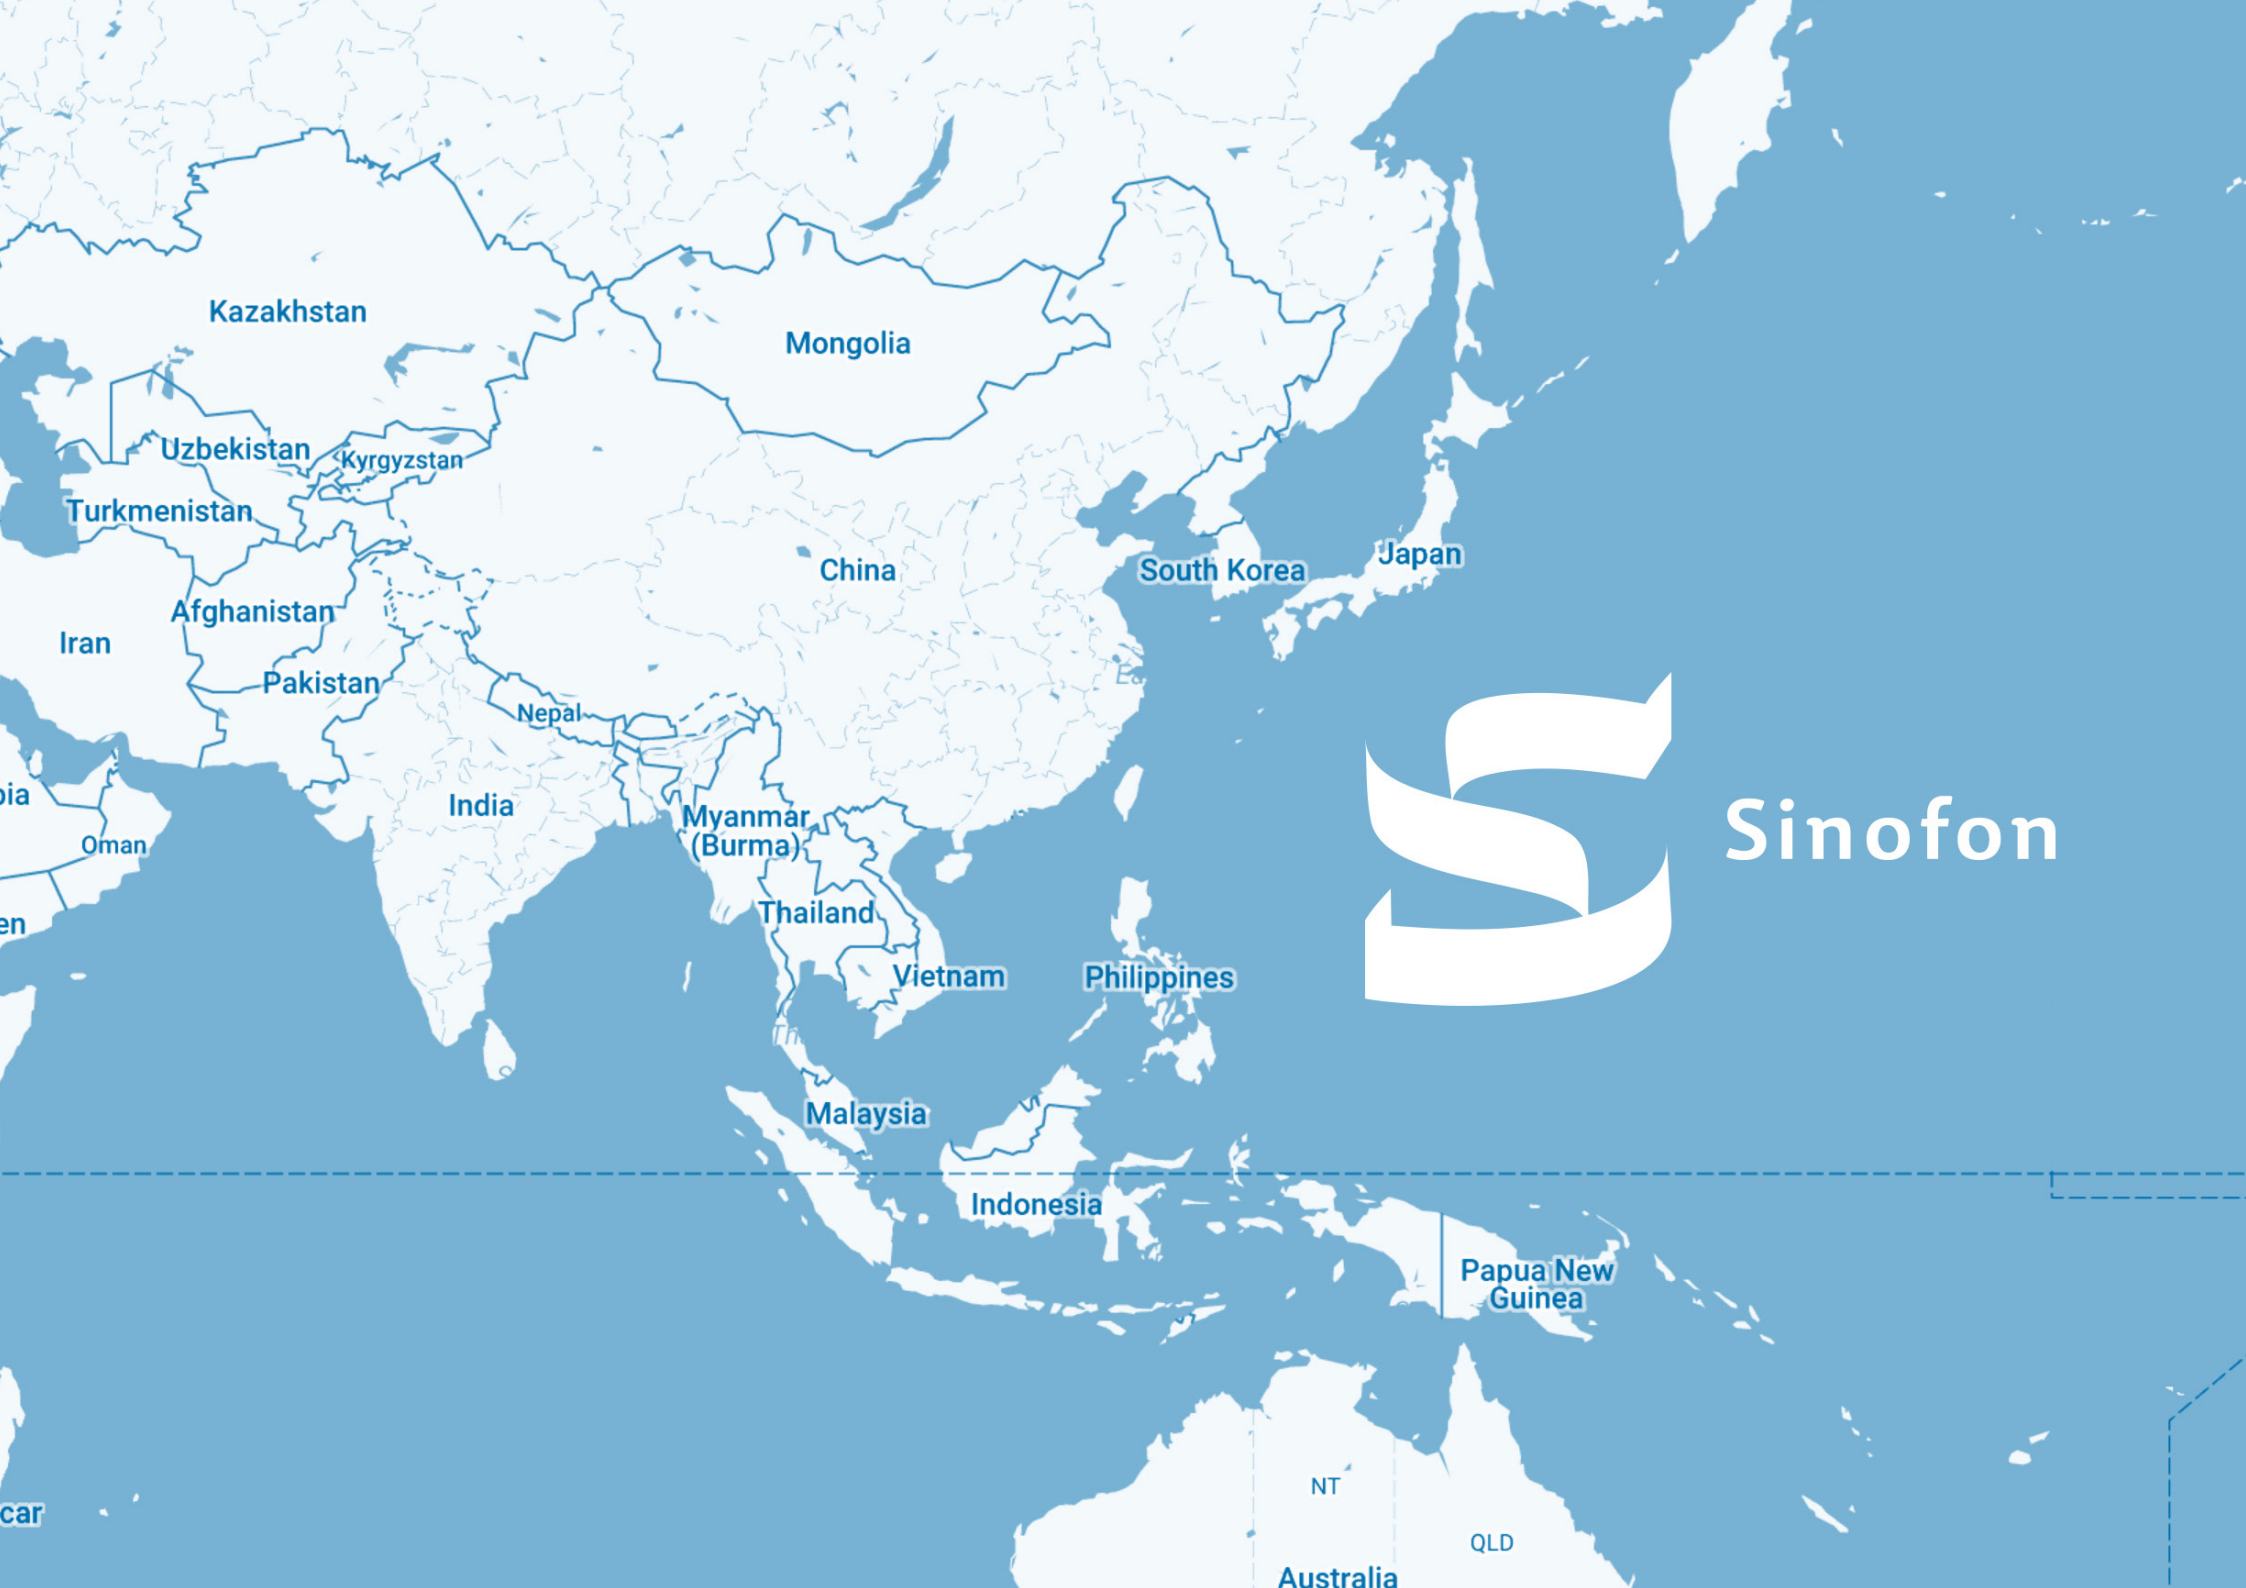 Kazakhstan
Mongolia
Uzbekistan
Kyrgyzstan
Turkmenistan
China
South Korea
Japan
Afghanistan
Iran
Pakistan
Nepal
India
Myanmar
(Burma)
Oman
Sinofon
Thailand
Vietnam
Philippines
Malaysia
Indonesia
Papua New
Guinea
NT
QLD
Australia